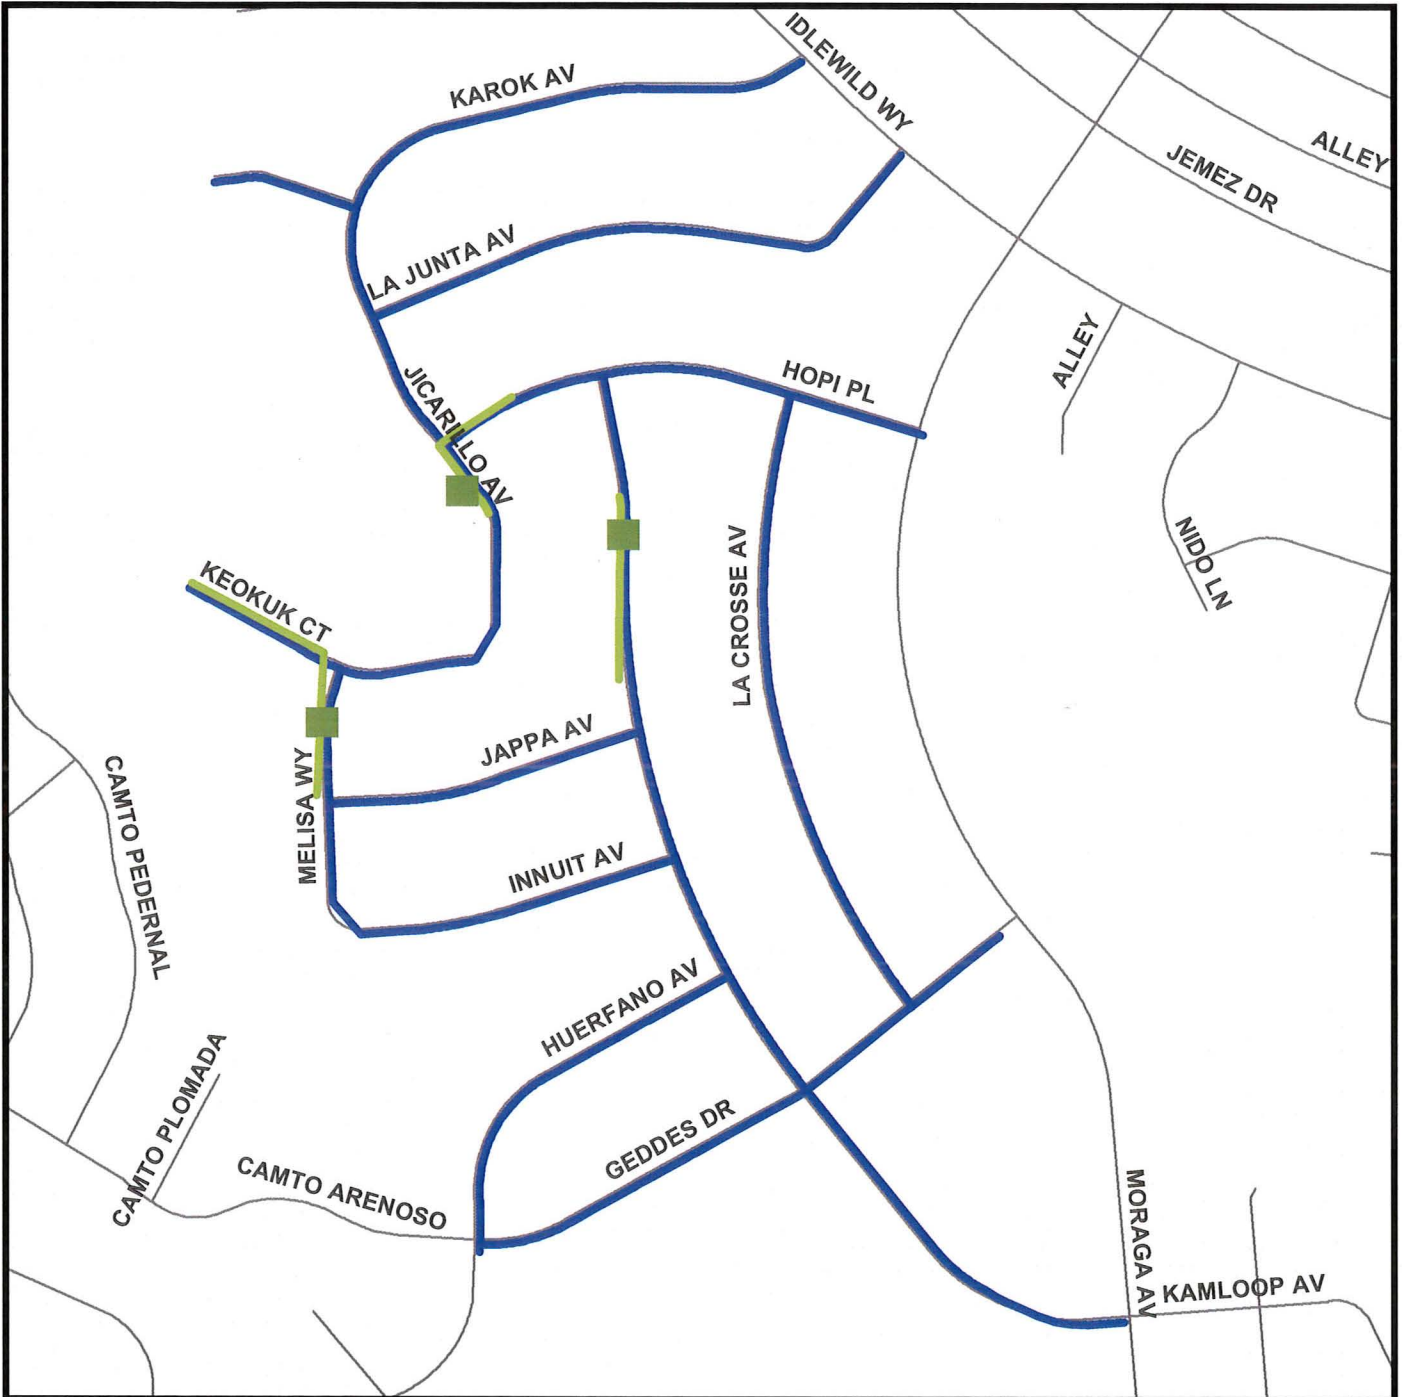 IDLEWILD WY
KAROK AV
ALLEY
JEMEZ DR
LA JUNTA AV
ALLEY
HOPI PL
JICARILLO AV
NIDO LN
LA CROSSE AV
KEOKUK CT
JAPPA AV
MELISA WY
CAMTO PEDERNAL
INNUIT AV
HUERFANO AV
CAMTO PLOMADA
GEDDES DR
CAMTO ARENOSO
MORAGA AV
KAMLOOP AV